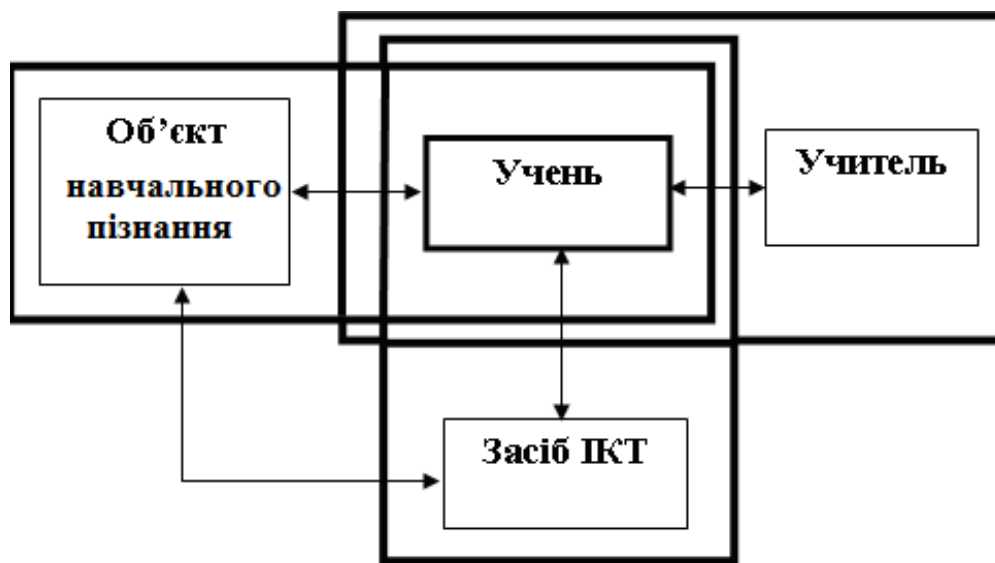 Об’єкт
навчального
пізнання
Учень
Учитель
Засіб ІКТ